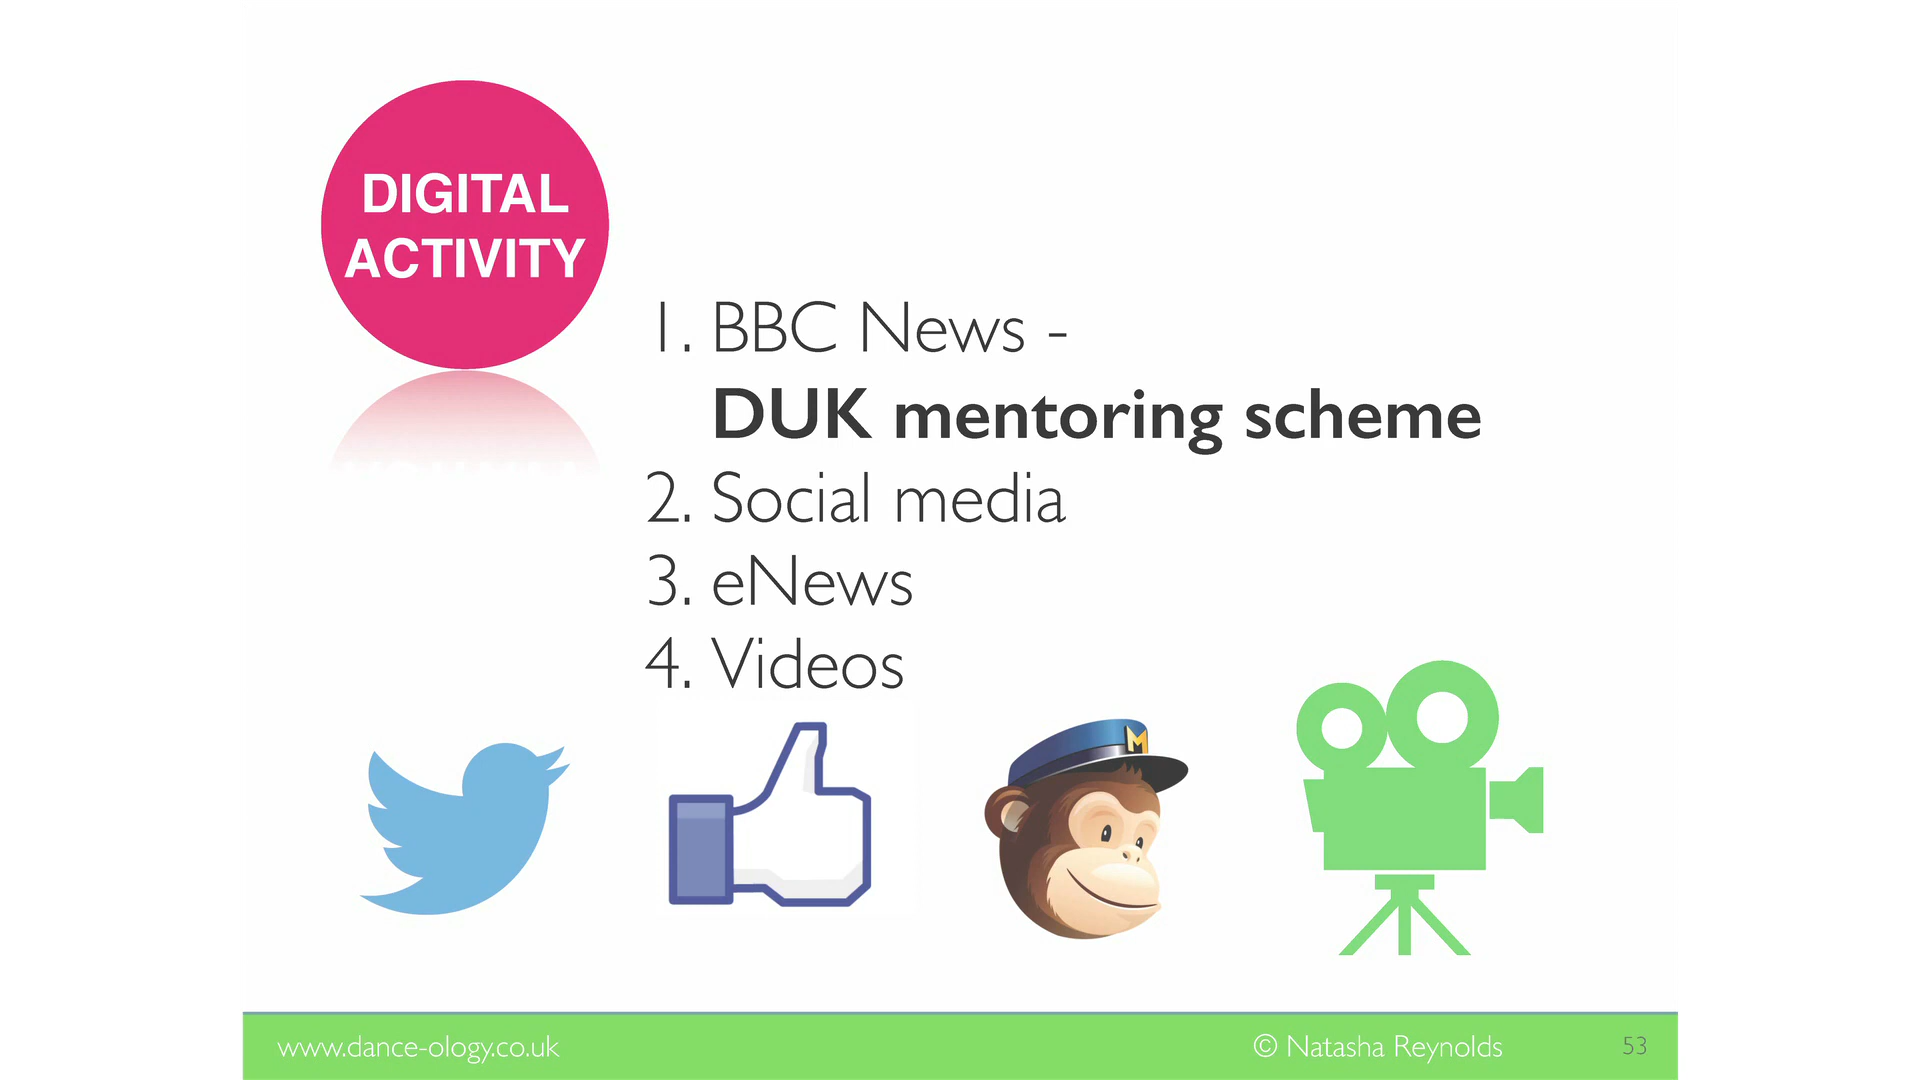 DIGITAL
ACTIVITY
1. BBC News -
DUK mentoring scheme
2. Social media
3. eNews
4. Videos
M
www.dance-ology.co.uk
© Natasha Reynolds
53